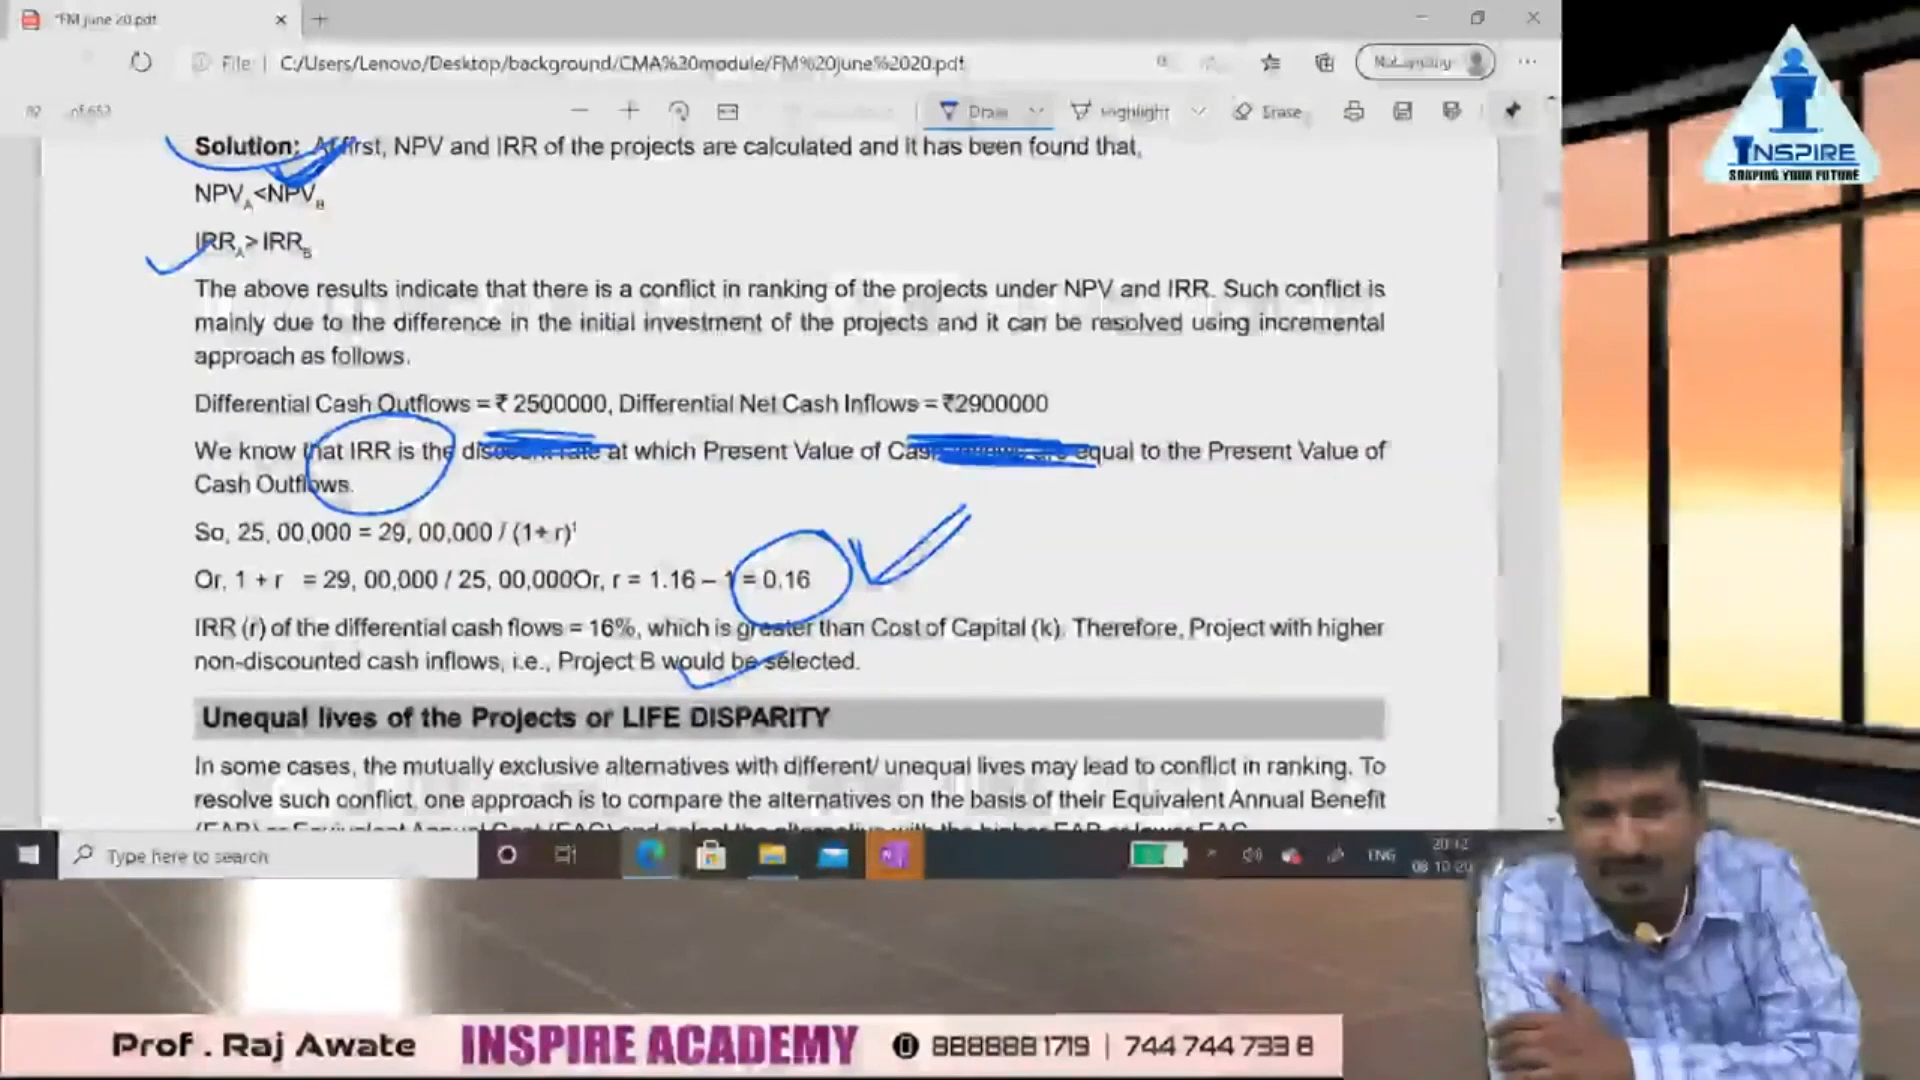 *FM june 20.pdf
File | C:/Users/Lenovo/Desktop/background/CMA%20module/FM%20june%2020.pdf
of 652
Draw
Highlight
Erase
INSPIRE
SHAPING YOUR FUTURE
Solution: At first, NPV and IRR of the projects are calculated and it has been found that,
NPVA<NPVB
IRRA> IRRB
The above results indicate that there is a conflict in ranking of the projects under NPV and IRR. Such conflict is
mainly due to the difference in the initial investment of the projects and it can be resolved using incremental
approach as follows.
Differential Cash Outflows = ₹ 2500000, Differential Net Cash Inflows = ₹2900000
We know that IRR is the discount rate at which Present Value of Cash equal to the Present Value of
Cash Outflows.
So, 25, 00,000 = 29, 00,000 / (1+ r)¹
Or, 1 + r = 29, 00,000 / 25, 00,000Or, r = 1.16 – 1 = 0.16
IRR (r) of the differential cash flows = 16%, which is greater than Cost of Capital (k). Therefore, Project with higher
non-discounted cash inflows, i.e., Project B would be selected.
Unequal lives of the Projects or LIFE DISPARITY
In some cases, the mutually exclusive alternatives with different/ unequal lives may lead to conflict in ranking. To
resolve such conflict, one approach is to compare the alternatives on the basis of their Equivalent Annual Benefit
Type here to search
ENG
20:12
Prof . Raj Awate INSPIRE ACADEMY 888888 1719 | 744 744 733 8